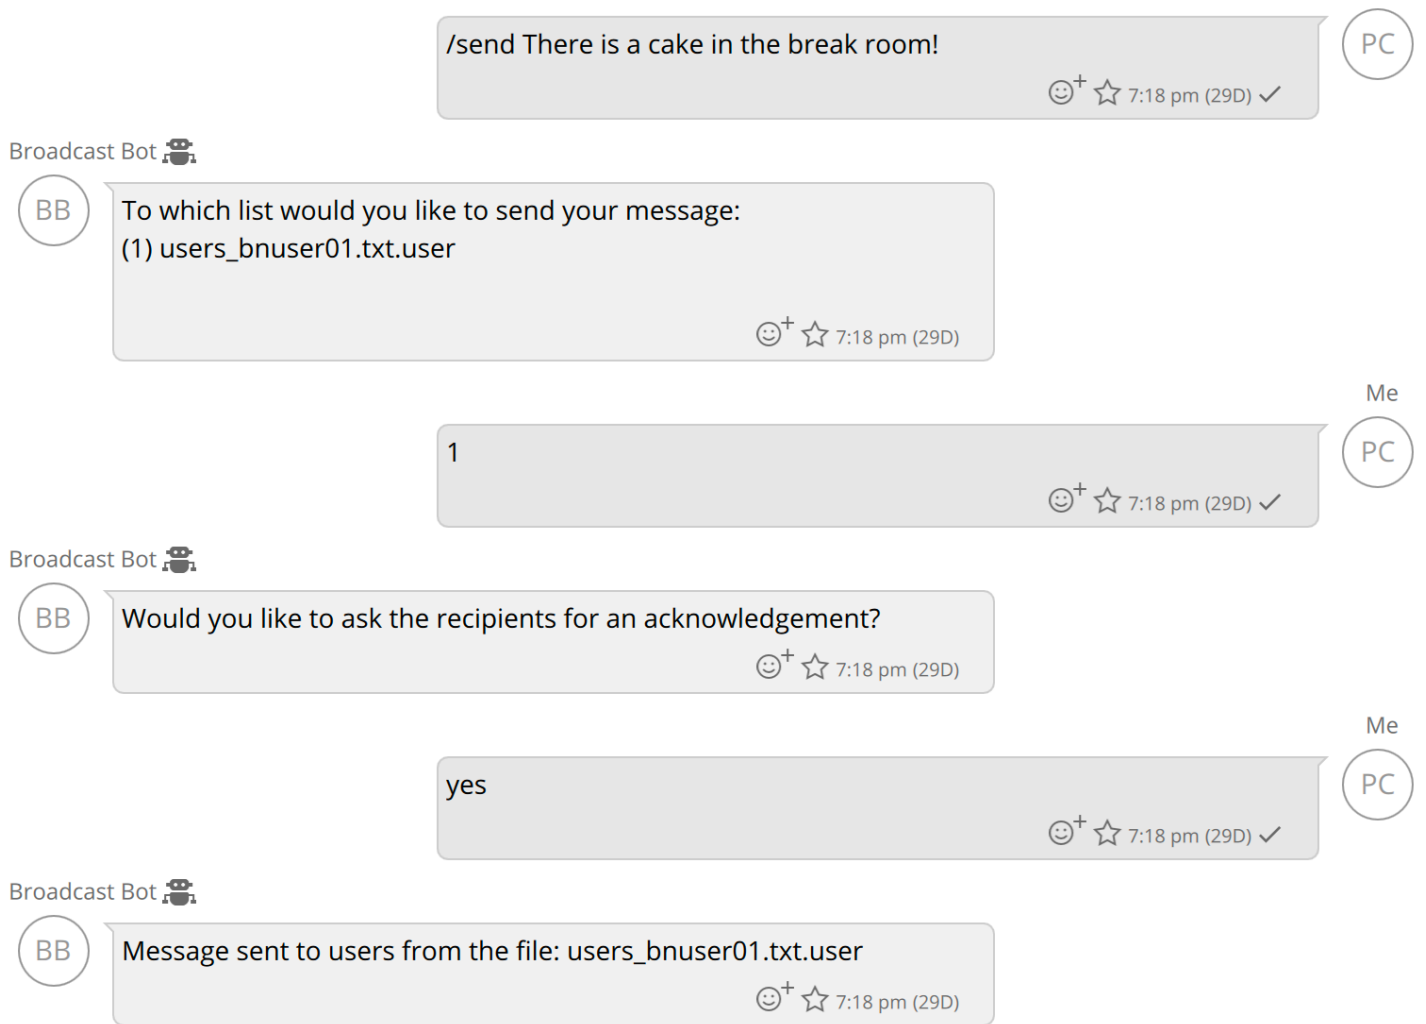 /send There is a cake in the break room!
PC
7:18 pm (29D)
Broadcast Bot
BB
To which list would you like to send your message:
(1) users_bnuser01.txt.user
7:18 pm (29D)
Me
1
PC
7:18 pm (29D)
Broadcast Bot
BB
Would you like to ask the recipients for an acknowledgement?
7:18 pm (29D)
Me
yes
PC
7:18 pm (29D)
Broadcast Bot
BB
Message sent to users from the file: users_bnuser01.txt.user
7:18 pm (29D)